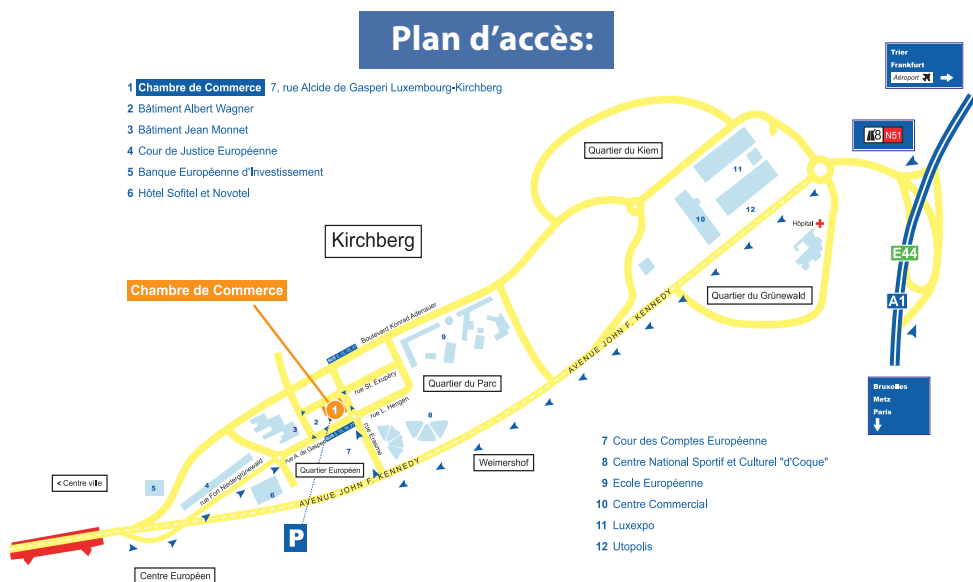 Plan d'accès:
1 Chambre de Commerce 7, rue Alcide de Gasperi Luxembourg-Kirchberg
2 Bâtiment Albert Wagner
3 Bâtiment Jean Monnet
4 Cour de Justice Européenne
5 Banque Européenne d'Investissement
6 Hôtel Sofitel et Novotel
Trier
Frankfurt
Aéroport
8 N51
Quartier du Kiem
11
10
12
Hôpital
Kirchberg
E44
A1
Quartier du Grünewald
Chambre de Commerce
Boulevard Konrad Adenauer
9
AVENUE JOHN F. KENNEDY
Bruxelles
Metz
Paris
rue St. Exupéry
Quartier du Parc
1
rue L. Hengen
2
3
8
rue Erasme
rue A. de Gasperi
7
Quartier Européen
Weimershof
rue Fort Niedergrünewald
4
5
6
< Centre ville
AVENUE JOHN F. KENNEDY
P
Centre Européen
7 Cour des Comptes Européenne
8 Centre National Sportif et Culturel "d'Coque"
9 Ecole Européenne
10 Centre Commercial
11 Luxexpo
12 Utopolis